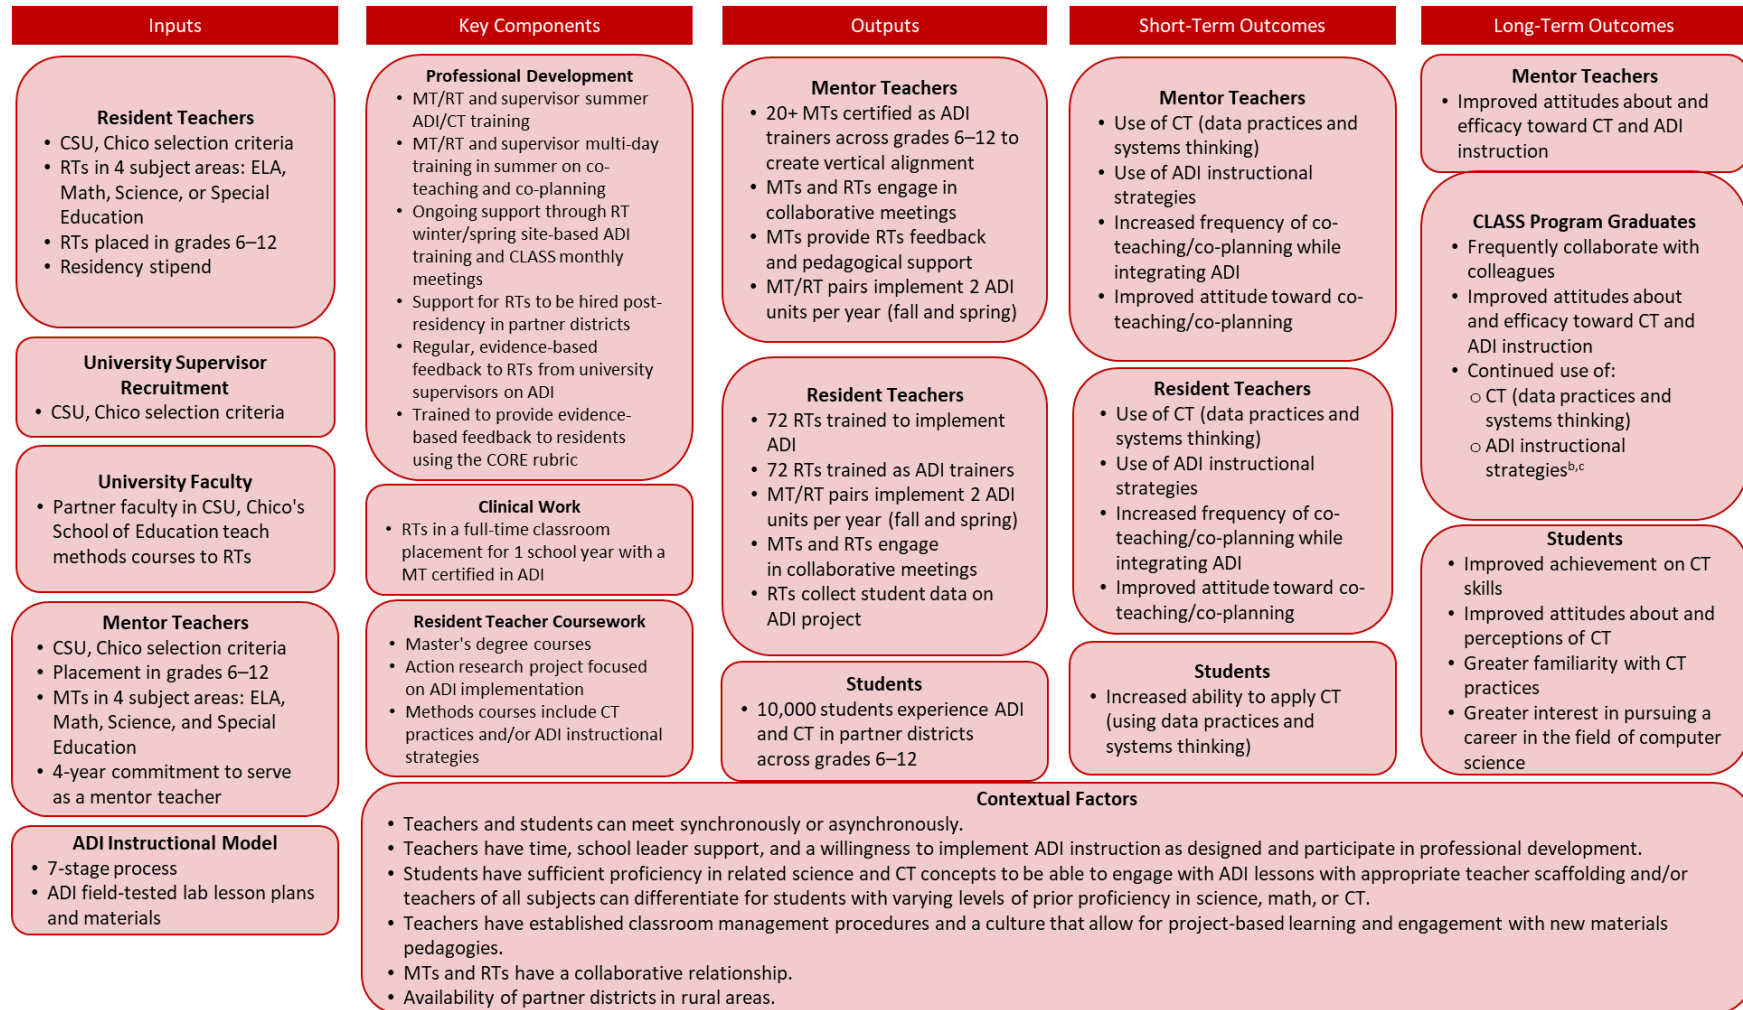 Inputs
Resident Teachers
• CSU, Chico selection criteria
• RTs in 4 subject areas: ELA,
Math, Science, or Special
Education
• RTs placed in grades 6–12
• Residency stipend
University Supervisor
Recruitment
• CSU, Chico selection criteria
University Faculty
• Partner faculty in CSU, Chico's
School of Education teach
methods courses to RTs
Mentor Teachers
• CSU, Chico selection criteria
• Placement in grades 6–12
• MTs in 4 subject areas: ELA,
Math, Science, and Special
Education
• 4-year commitment to serve
as a mentor teacher
ADI Instructional Model
• 7-stage process
• ADI field-tested lab lesson plans
and materials
Key Components
Professional Development
• MT/RT and supervisor summer
ADI/CT training
• MT/RT and supervisor multi-day
training in summer on co-
teaching and co-planning
• Ongoing support through RT
winter/spring site-based ADI
training and CLASS monthly
meetings
• Support for RTs to be hired post-
residency in partner districts
• Regular, evidence-based
feedback to RTs from university
supervisors on ADI
• Trained to provide evidence-
based feedback to residents
using the CORE rubric
Clinical Work
• RTs in a full-time classroom
placement for 1 school year with a
MT certified in ADI
Resident Teacher Coursework
• Master's degree courses
• Action research project focused
on ADI implementation
• Methods courses include CT
practices and/or ADI instructional
strategies
Outputs
Mentor Teachers
• 20+ MTs certified as ADI
trainers across grades 6–12 to
create vertical alignment
• MTs and RTs engage in
collaborative meetings
• MTs provide RTs feedback
and pedagogical support
• MT/RT pairs implement 2 ADI
units per year (fall and spring)
Resident Teachers
• 72 RTs trained to implement
ADI
• 72 RTs trained as ADI trainers
• MT/RT pairs implement 2 ADI
units per year (fall and spring)
• MTs and RTs engage
in collaborative meetings
• RTs collect student data on
ADI project
Students
• 10,000 students experience ADI
and CT in partner districts
across grades 6–12
Short-Term Outcomes
Mentor Teachers
• Use of CT (data practices and
systems thinking)
• Use of ADI instructional
strategies
• Increased frequency of co-
teaching/co-planning while
integrating ADI
• Improved attitude toward co-
teaching/co-planning
Resident Teachers
• Use of CT (data practices and
systems thinking)
• Use of ADI instructional
strategies
• Increased frequency of co-
teaching/co-planning while
integrating ADI
• Improved attitude toward co-
teaching/co-planning
Students
• Increased ability to apply CT
(using data practices and
systems thinking)
Long-Term Outcomes
Mentor Teachers
• Improved attitudes about and
efficacy toward CT and ADI
instruction
CLASS Program Graduates
• Frequently collaborate with
colleagues
• Improved attitudes about
and efficacy toward CT and
ADI instruction
• Continued use of:
o CT (data practices and
systems thinking)
o ADI instructional
strategies b,c
Students
• Improved achievement on CT
skills
• Improved attitudes about and
perceptions of CT
• Greater familiarity with CT
practices
• Greater interest in pursuing a
career in the field of computer
science
Contextual Factors
• Teachers and students can meet synchronously or asynchronously.
• Teachers have time, school leader support, and a willingness to implement ADI instruction as designed and participate in professional development.
• Students have sufficient proficiency in related science and CT concepts to be able to engage with ADI lessons with appropriate teacher scaffolding and/or
teachers of all subjects can differentiate for students with varying levels of prior proficiency in science, math, or CT.
• Teachers have established classroom management procedures and a culture that allow for project-based learning and engagement with new materials
pedagogies.
• MTs and RTs have a collaborative relationship.
• Availability of partner districts in rural areas.